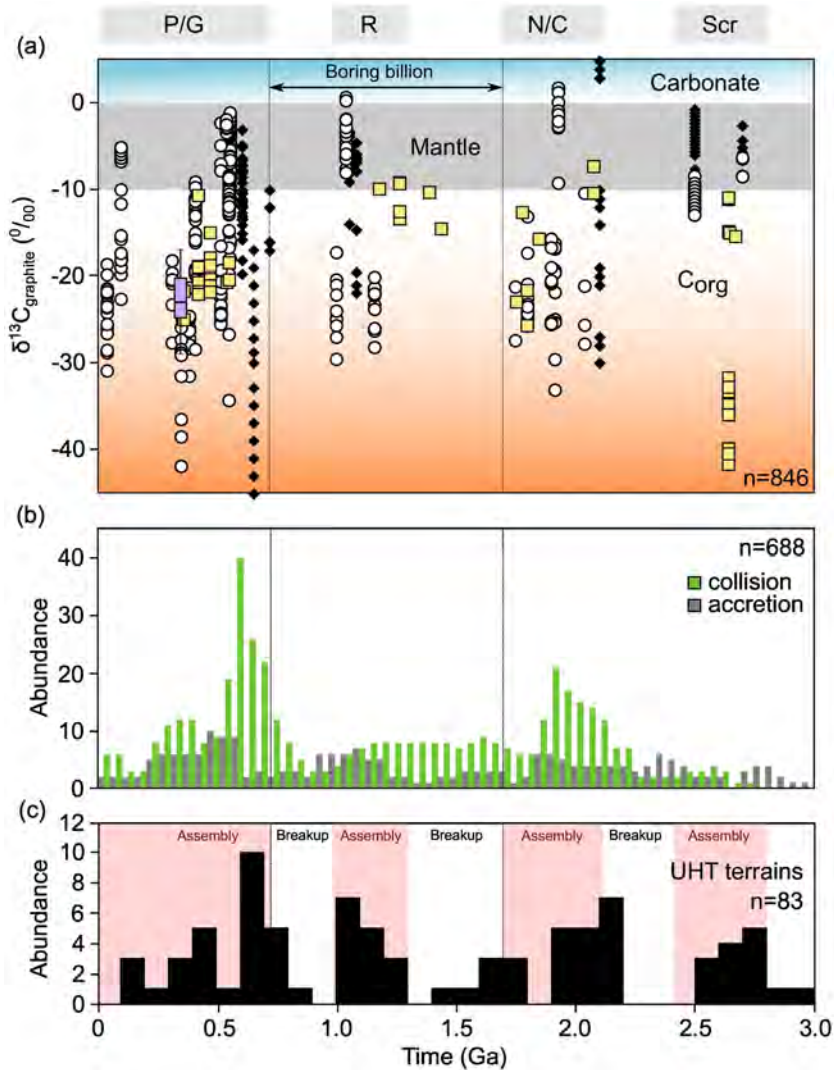 P/G R N/C Scr
(a)
Boring billion
Carbonate
0
Mantle
-10
-20
Corg
-30
-40
n=846
δ¹³Cgraphite (⁰/₀₀)
(b)
n=688
40
collision
accretion
30
20
10
0
Abundance
(c)
12
Assembly Breakup Assembly Breakup Assembly Breakup Assembly
10
UHT terrains
n=83
8
6
4
2
0
Abundance
0 0.5 1.0 1.5 2.0 2.5 3.0
Time (Ga)